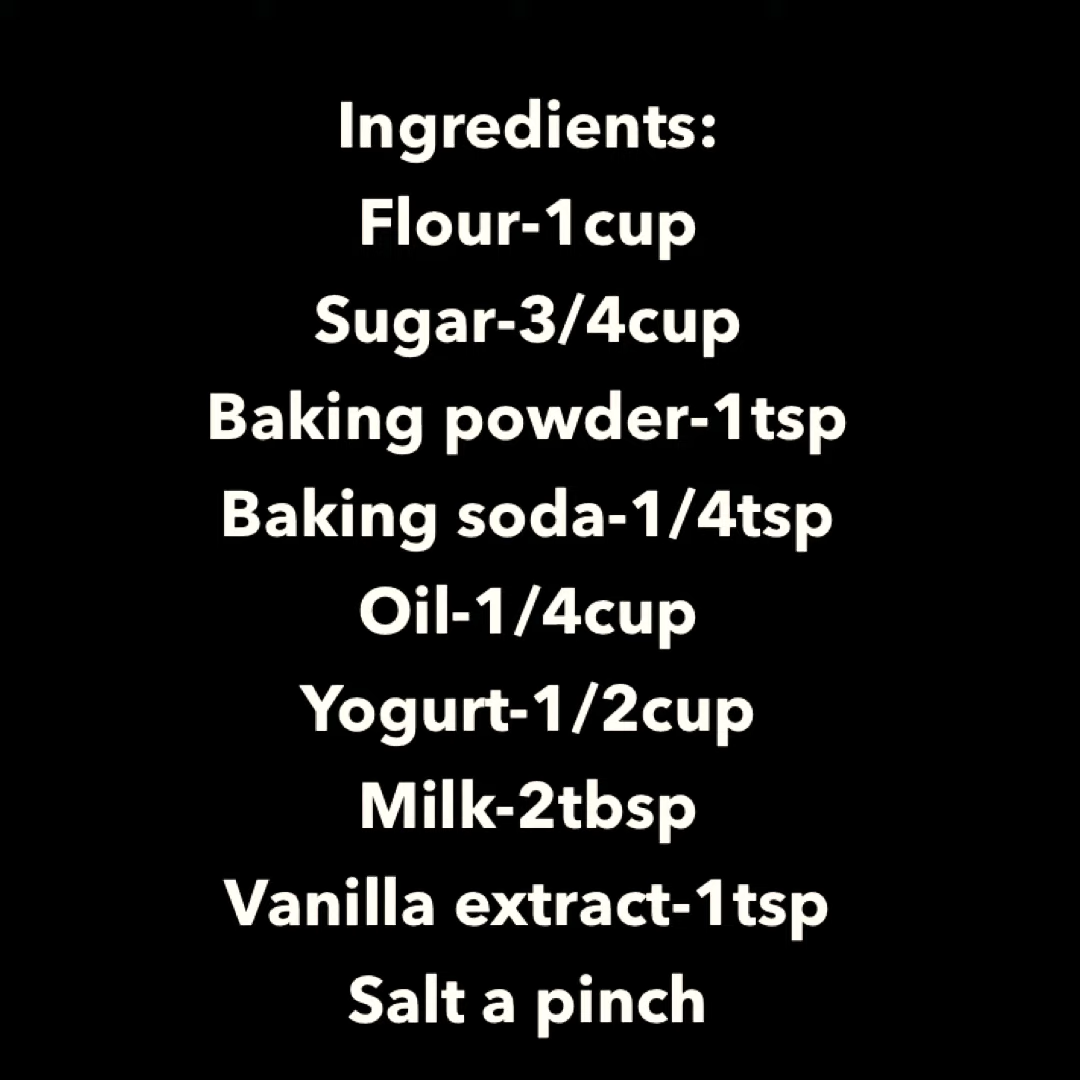 Ingredients:
Flour-1cup
Sugar-3/4cup
Baking powder-1tsp
Baking soda-1/4tsp
Oil-1/4cup
Yogurt-1/2cup
Milk-2tbsp
Vanilla extract-1tsp
Salt a pinch